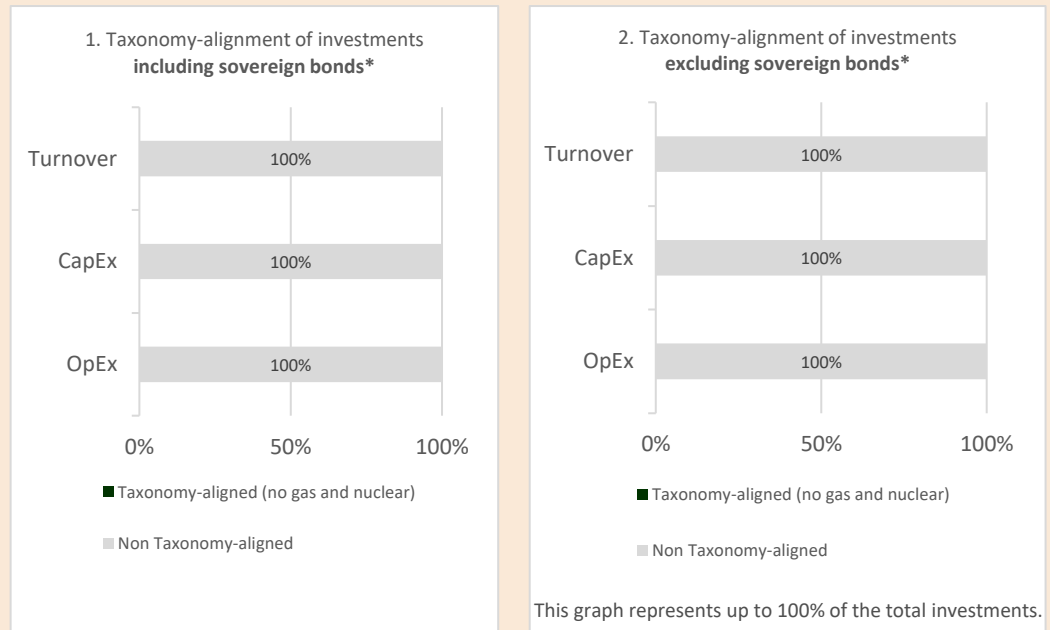 1. Taxonomy-alignment of investments
including sovereign bonds*
Turnover
100%
CapEx
100%
OpEx
100%
0%
50%
100%
Taxonomy-aligned (no gas and nuclear)
Non Taxonomy-aligned
2. Taxonomy-alignment of investments
excluding sovereign bonds*
Turnover
100%
CapEx
100%
OpEx
100%
0%
50%
100%
Taxonomy-aligned (no gas and nuclear)
Non Taxonomy-aligned
This graph represents up to 100% of the total investments.